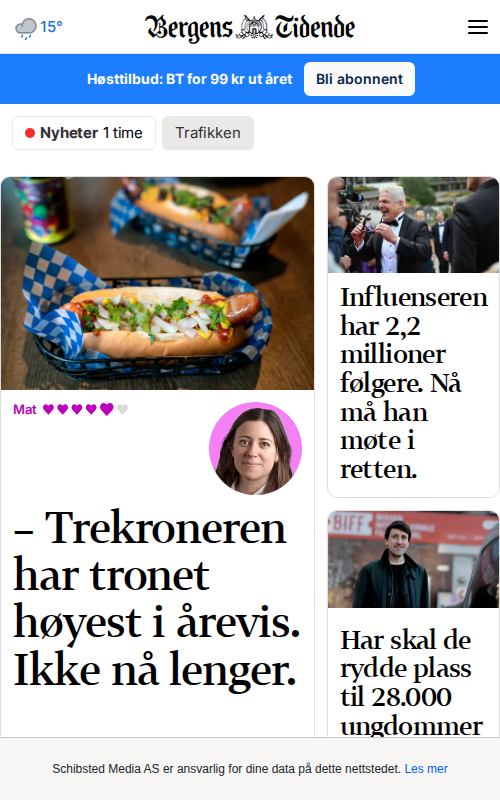 15°
Bergens Tidende
Høsttilbud: BT for 99 kr ut året
Bli abonnent
Nyheter 1 time
Trafikken
Mat
– Trekroneren
har tronet
høyest i årevis.
Ikke nå lenger.
Influenseren
har 2,2
millioner
følgere. Nå
må han
møte i
retten.
BIFF
Har skal de
rydde plass
til 28.000
ungdommer
Schibsted Media AS er ansvarlig for dine data på dette nettstedet. Les mer